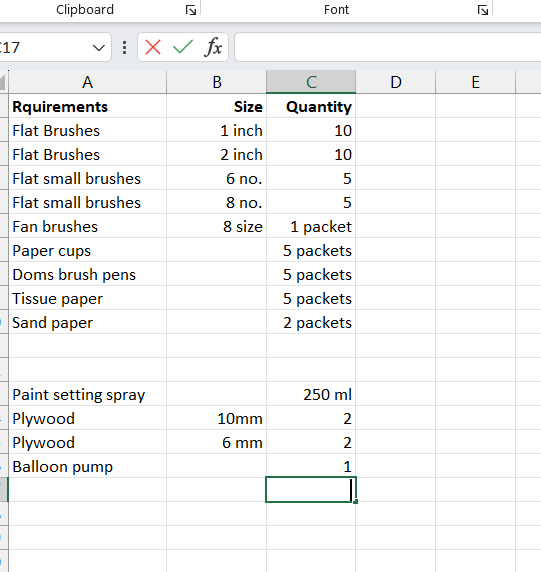 Clipboard Font
C17 fx
A B C D E
Rquirements Size Quantity
Flat Brushes 1 inch 10
Flat Brushes 2 inch 10
Flat small brushes 6 no. 5
Flat small brushes 8 no. 5
Fan brushes 8 size 1 packet
Paper cups 5 packets
Doms brush pens 5 packets
Tissue paper 5 packets
Sand paper 2 packets
Paint setting spray 250 ml
Plywood 10mm 2
Plywood 6 mm 2
Balloon pump 1